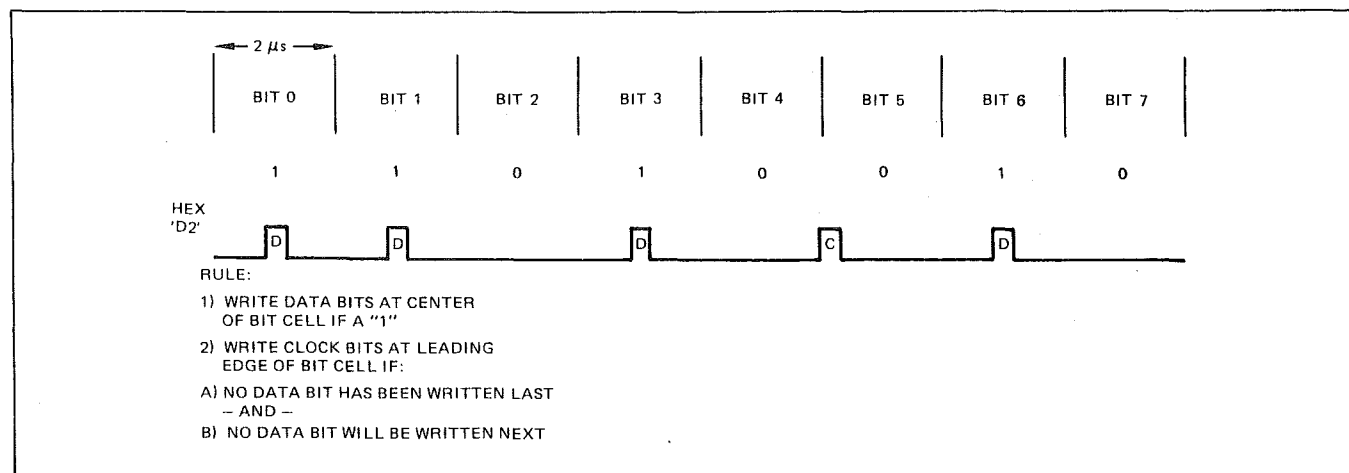 2 μs
BIT 0 BIT 1 BIT 2 BIT 3 BIT 4 BIT 5 BIT 6 BIT 7
1 1 0 1 0 0 1 0
HEX
'D2'
D D D C D
RULE:
1) WRITE DATA BITS AT CENTER
OF BIT CELL IF A "1"
2) WRITE CLOCK BITS AT LEADING
EDGE OF BIT CELL IF:
A) NO DATA BIT HAS BEEN WRITTEN LAST
– AND –
B) NO DATA BIT WILL BE WRITTEN NEXT